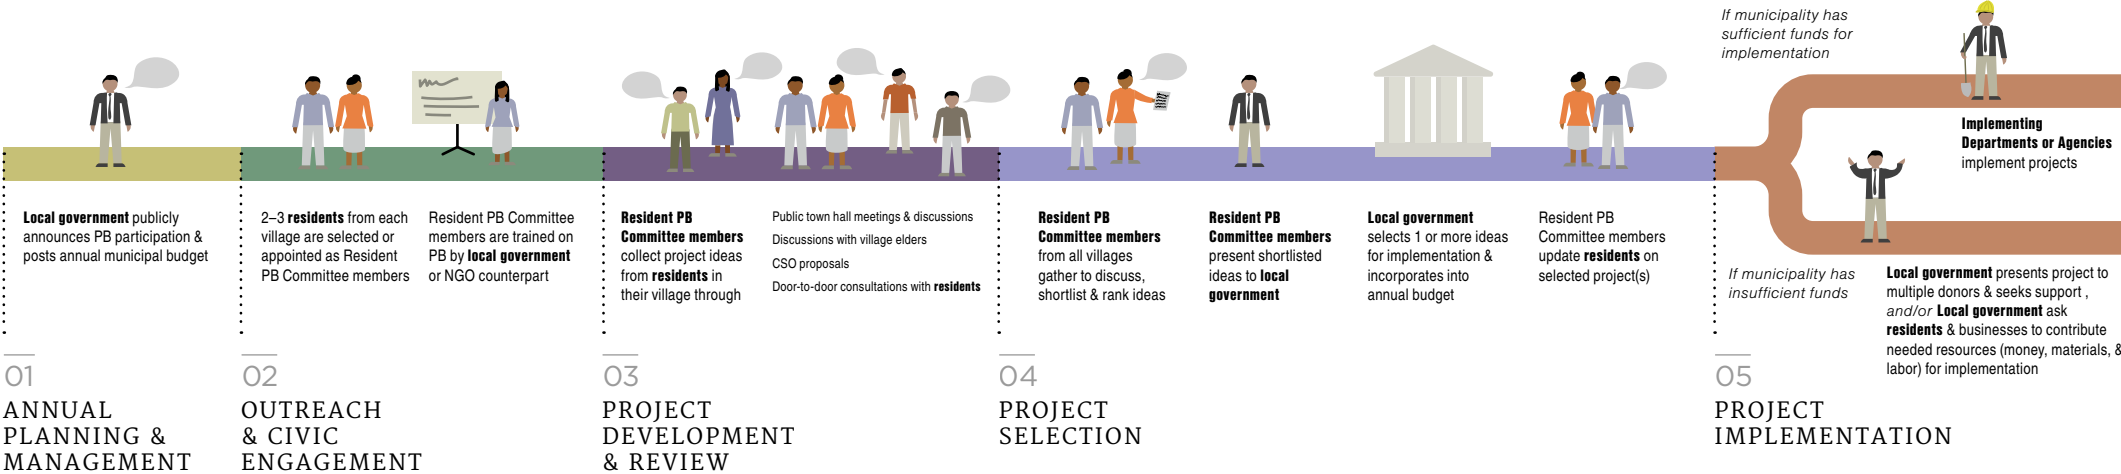 Local government publicly
announces PB participation &
posts annual municipal budget
01
ANNUAL
PLANNING &
MANAGEMENT
2–3 residents from each
village are selected or
appointed as Resident
PB Committee members
Resident PB Committee
members are trained on
PB by local government
or NGO counterpart
02
OUTREACH
& CIVIC
ENGAGEMENT
Resident PB
Committee members
collect project ideas
from residents in
their village through
Public town hall meetings & discussions
Discussions with village elders
CSO proposals
Door-to-door consultations with residents
03
PROJECT
DEVELOPMENT
& REVIEW
Resident PB
Committee members
from all villages
gather to discuss,
shortlist & rank ideas
Resident PB
Committee members
present shortlisted
ideas to local
government
Local government
selects 1 or more ideas
for implementation &
incorporates into
annual budget
Resident PB
Committee members
update residents on
selected project(s)
04
PROJECT
SELECTION
If municipality has
sufficient funds for
implementation
Implementing
Departments or Agencies
implement projects
If municipality has
insufficient funds
Local government presents project to
multiple donors & seeks support ,
and/or Local government ask
residents & businesses to contribute
needed resources (money, materials, &
labor) for implementation
05
PROJECT
IMPLEMENTATION